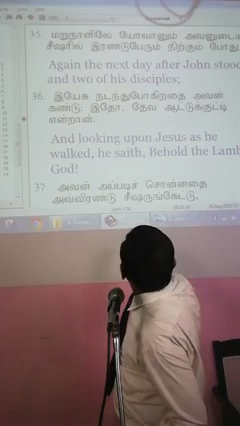 35. மறுநாளிலே யோவானும் அவனுடைய
சீஷரில் இரண்டுபேரும் நிற்கும் போது,
Again the next day after John stood
and two of his disciples;
36. இயேசு நடந்துபோகிறதை அவன்
கண்டு: இதோ, தேவ ஆட்டுக்குட்டி
என்றான்.
And looking upon Jesus as he
walked, he saith, Behold the Lamb
God!
37 அவன் அப்படிச் சொன்னதை
அவ்விரண்டு சீஷருங்கேட்டு,